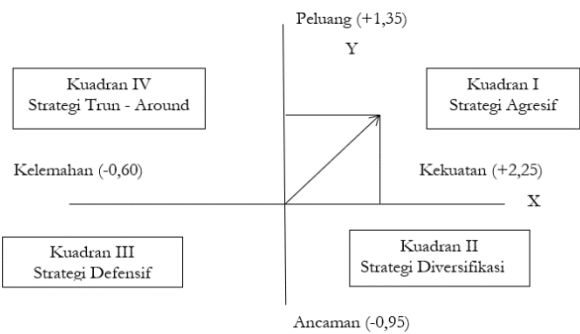 Peluang (+1,35)
Y
Kuadran IV
Strategi Trun - Around
Kuadran I
Strategi Agresif
Kelemahan (-0,60)
Kekuatan (+2,25)
X
Kuadran III
Strategi Defensif
Kuadran II
Strategi Diversifikasi
Ancaman (-0,95)